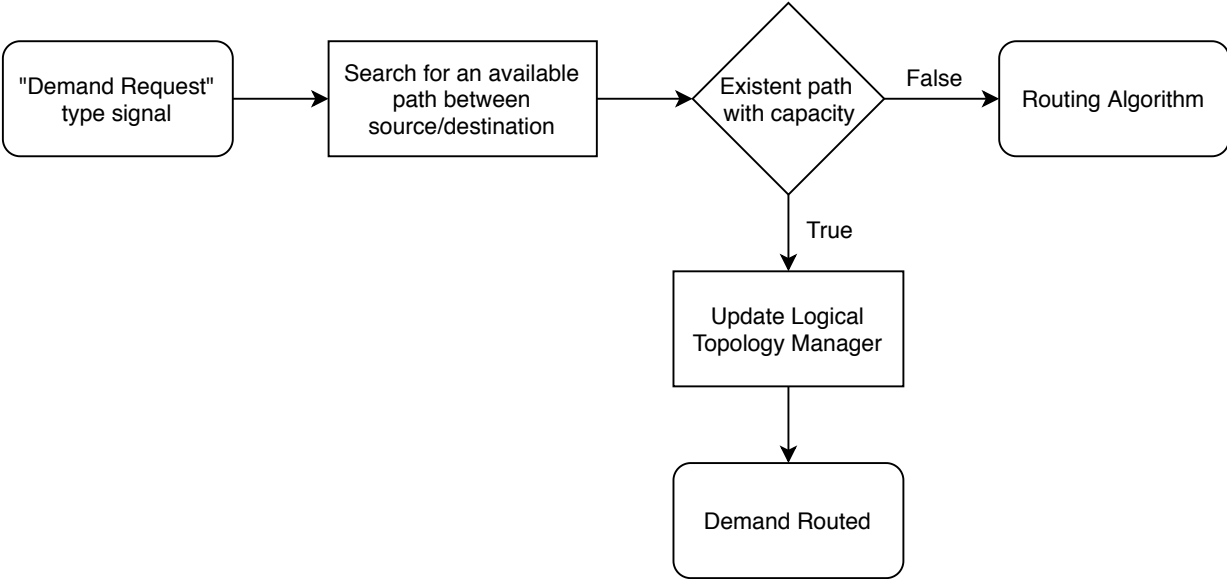 "Demand Request"
type signal
Search for an available
path between
source/destination
Existent path
with capacity
False
Routing Algorithm
True
Update Logical
Topology Manager
Demand Routed